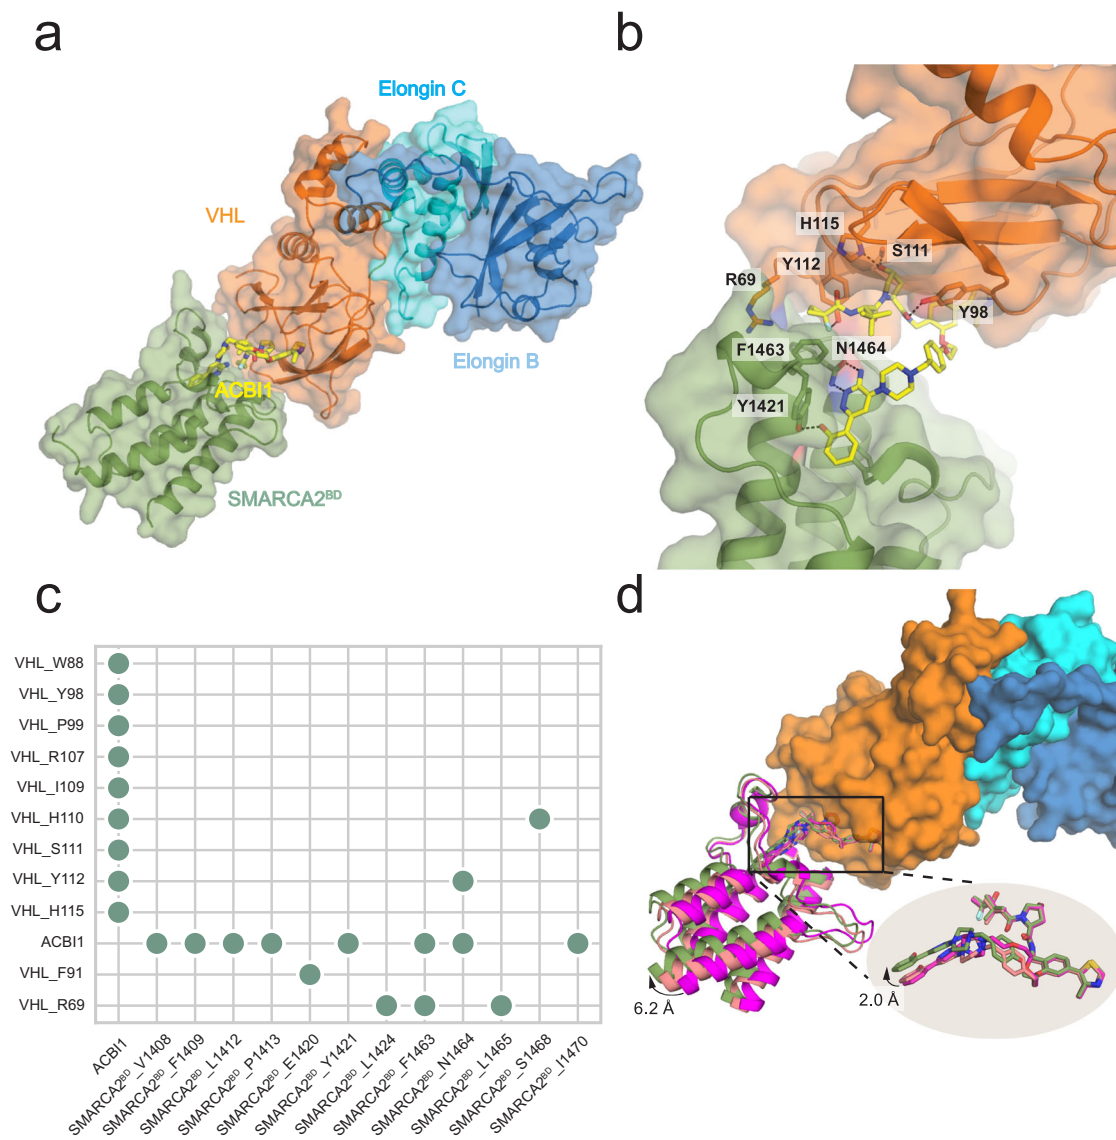 a
Elongin C
VHL
Elongin B
ACBI1
SMARCA2ᴮᴰ
b
H115
S111
Y112
R69
Y98
F1463
N1464
Y1421
c
VHL_W88
VHL_Y98
VHL_P99
VHL_R107
VHL_I109
VHL_H110
VHL_S111
VHL_Y112
VHL_H115
ACBI1
VHL_F91
VHL_R69
ACBI1
SMARCA2ᴮᴰ_V1408
SMARCA2ᴮᴰ_F1409
SMARCA2ᴮᴰ_L1412
SMARCA2ᴮᴰ_P1413
SMARCA2ᴮᴰ_E1420
SMARCA2ᴮᴰ_Y1421
SMARCA2ᴮᴰ_L1424
SMARCA2ᴮᴰ_F1463
SMARCA2ᴮᴰ_N1464
SMARCA2ᴮᴰ_L1465
SMARCA2ᴮᴰ_S1468
SMARCA2ᴮᴰ_I1470
d
6.2 Å
2.0 Å